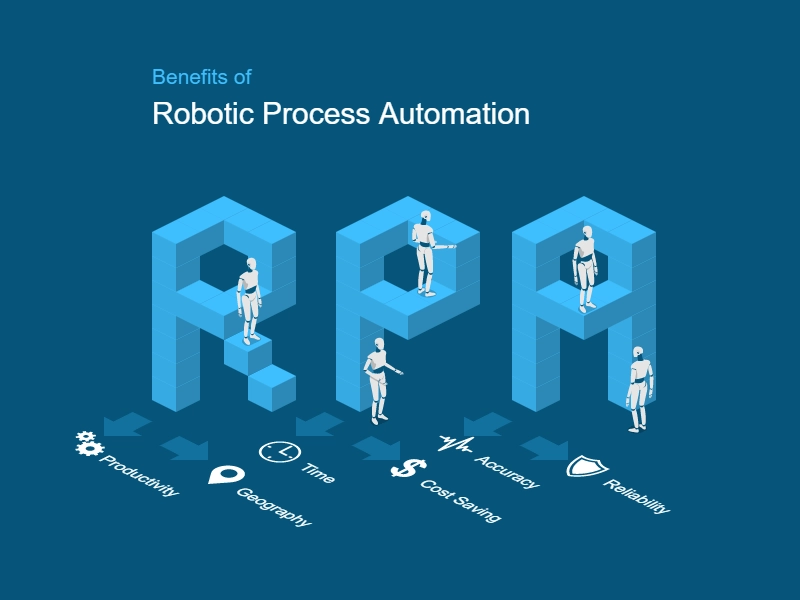 Benefits of
Robotic Process Automation
RPA
Productivity
Geography
Time
Cost Saving
Accuracy
Reliability